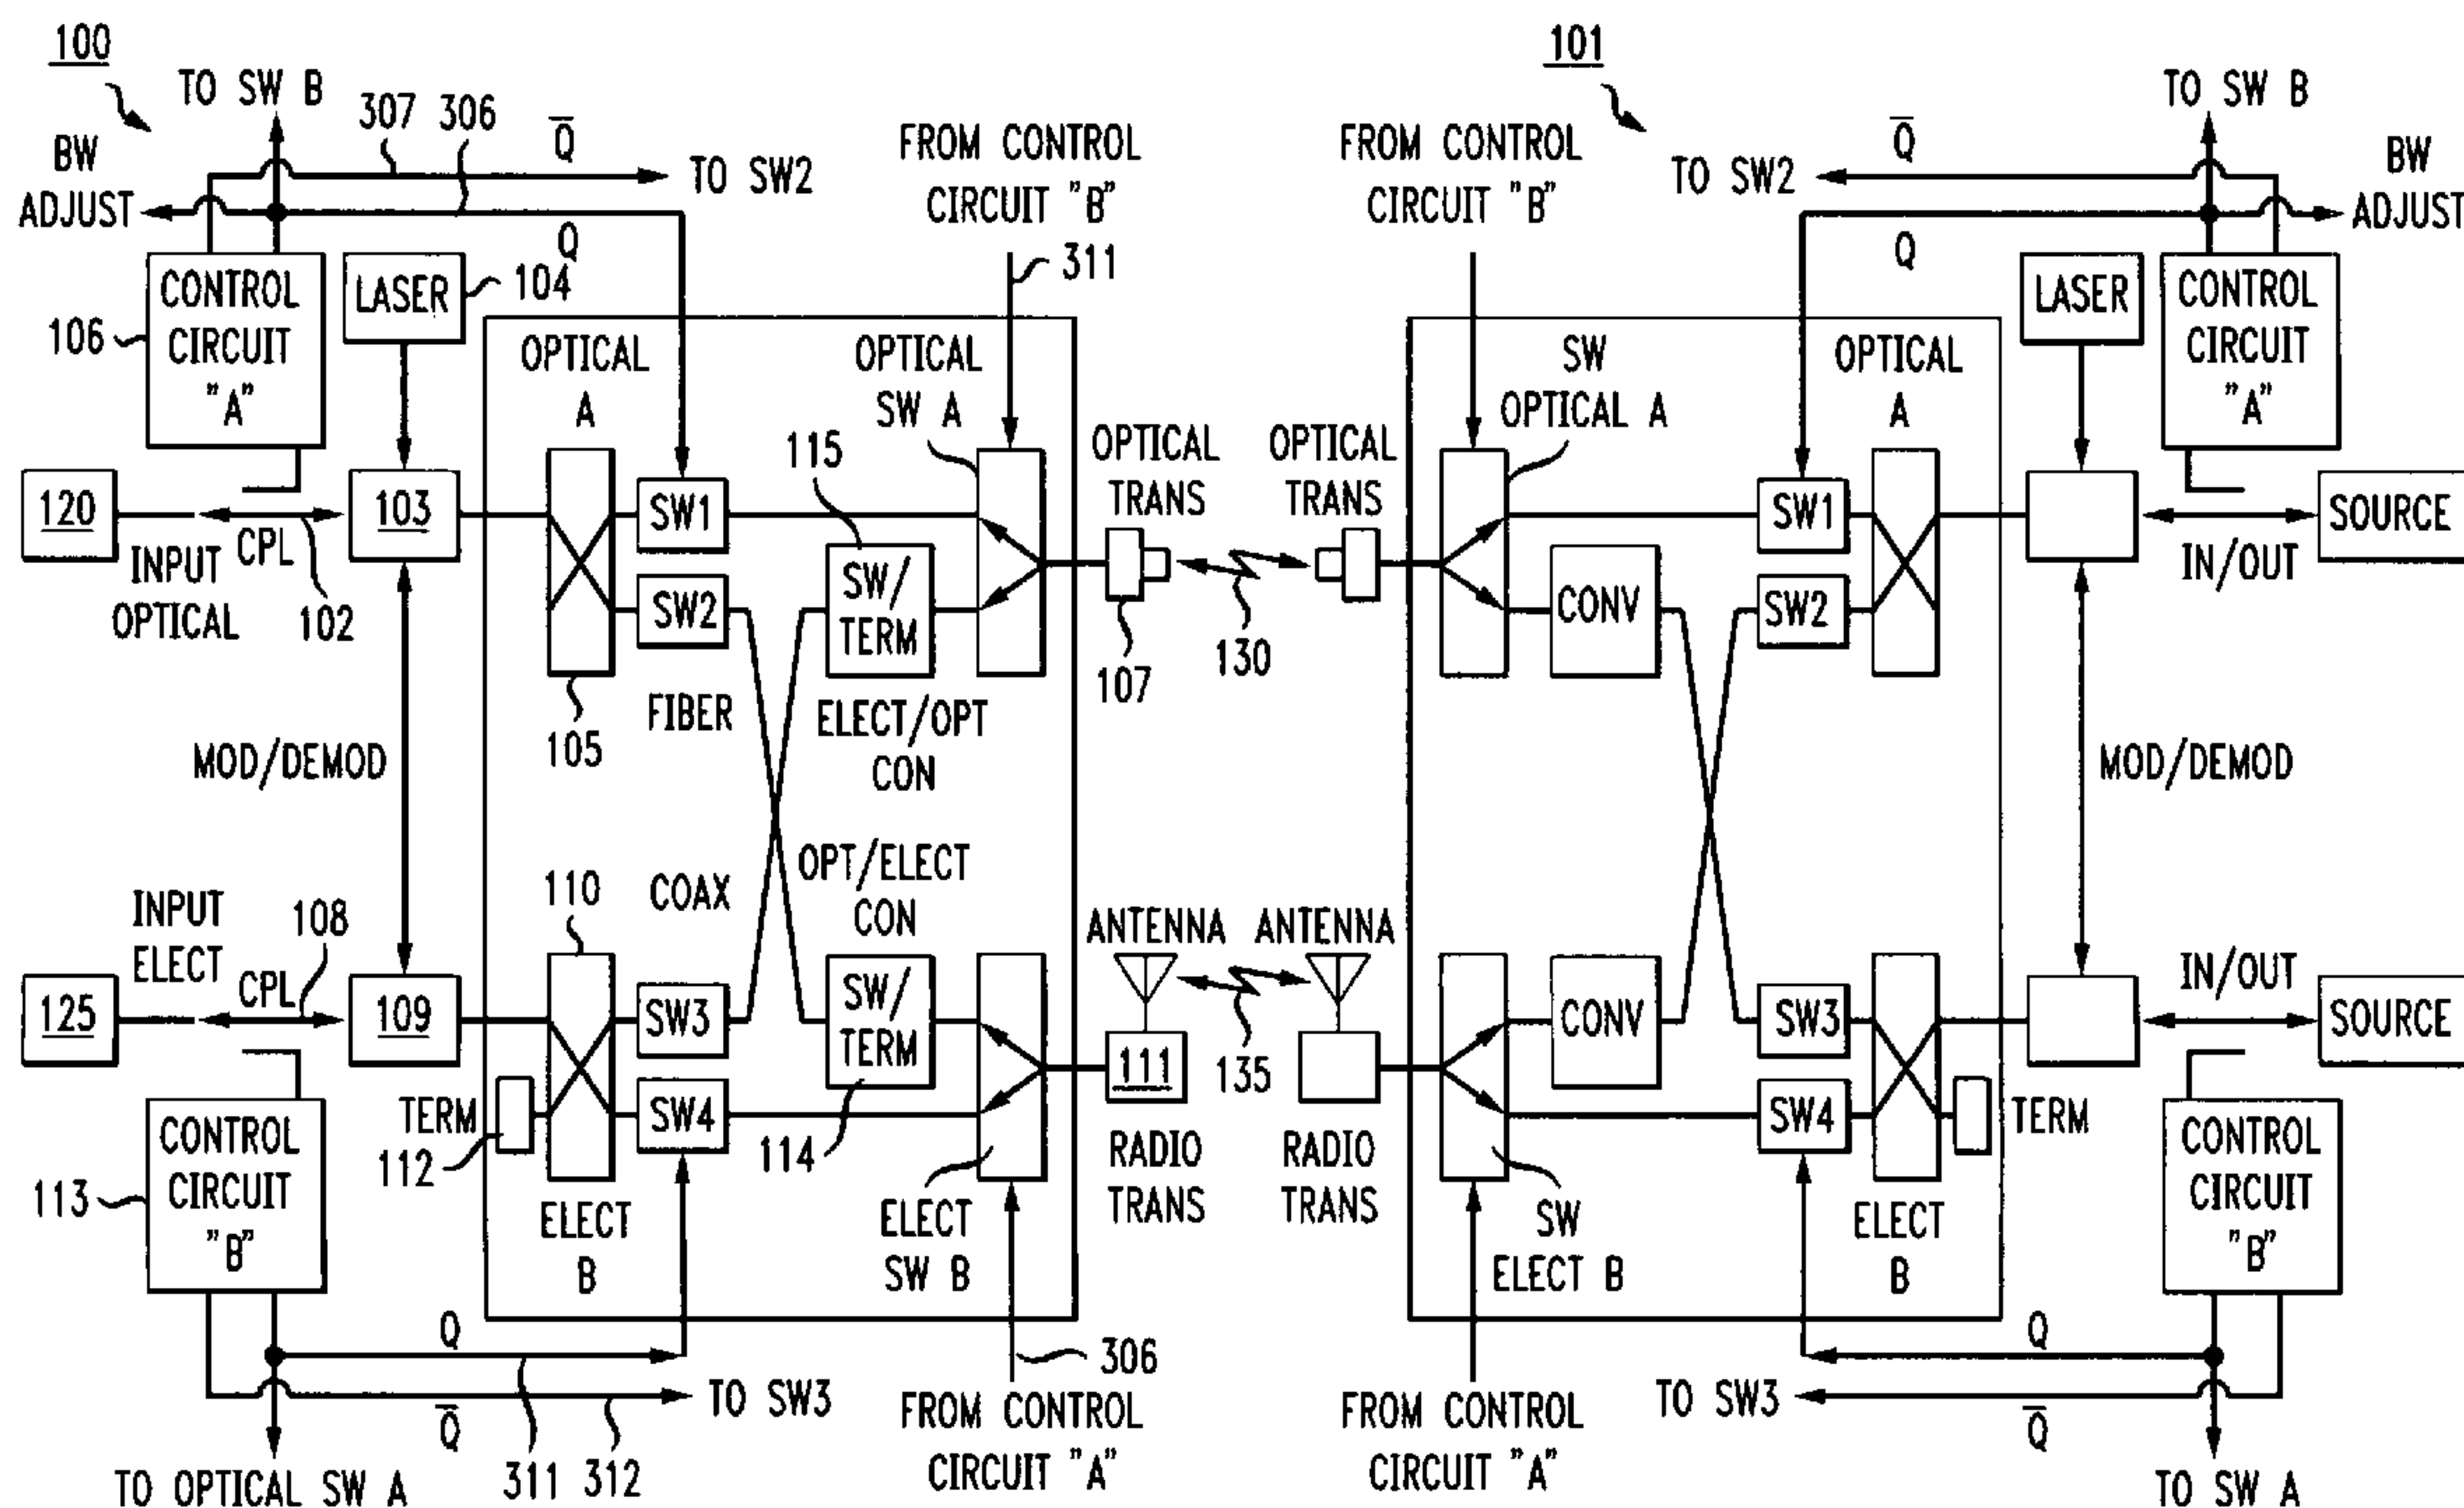 100
TO SW B
307
306
Q̅
TO SW2
BW
ADJUST
Q
FROM CONTROL
CIRCUIT "B"
311
CONTROL
CIRCUIT
"A"
106
LASER
104
OPTICAL
A
OPTICAL
SW A
115
120
CPL
INPUT
OPTICAL
102
103
SW1
SW2
SW/
TERM
105
FIBER
ELECT/OPT
CON
OPTICAL
TRANS
107
130
MOD/DEMOD
INPUT
ELECT
108
CPL
125
109
110
COAX
OPT/ELECT
CON
SW3
SW4
SW/
TERM
114
TERM
112
CONTROL
CIRCUIT
"B"
113
ELECT
B
ELECT
SW B
ANTENNA
111
RADIO
TRANS
135
Q
Q̅
311
312
TO SW3
TO OPTICAL SW A
306
FROM CONTROL
CIRCUIT "A"
101
TO SW B
FROM CONTROL
CIRCUIT "B"
Q̅
TO SW2
Q
BW
ADJUST
LASER
CONTROL
CIRCUIT
"A"
SW
OPTICAL A
OPTICAL
A
OPTICAL
TRANS
SW1
SW2
CONV
SOURCE
IN/OUT
MOD/DEMOD
ANTENNA
RADIO
TRANS
CONV
SW3
SW4
IN/OUT
SOURCE
TERM
SW
ELECT B
ELECT
B
CONTROL
CIRCUIT
"B"
Q
TO SW3
Q̅
FROM CONTROL
CIRCUIT "A"
TO SW A